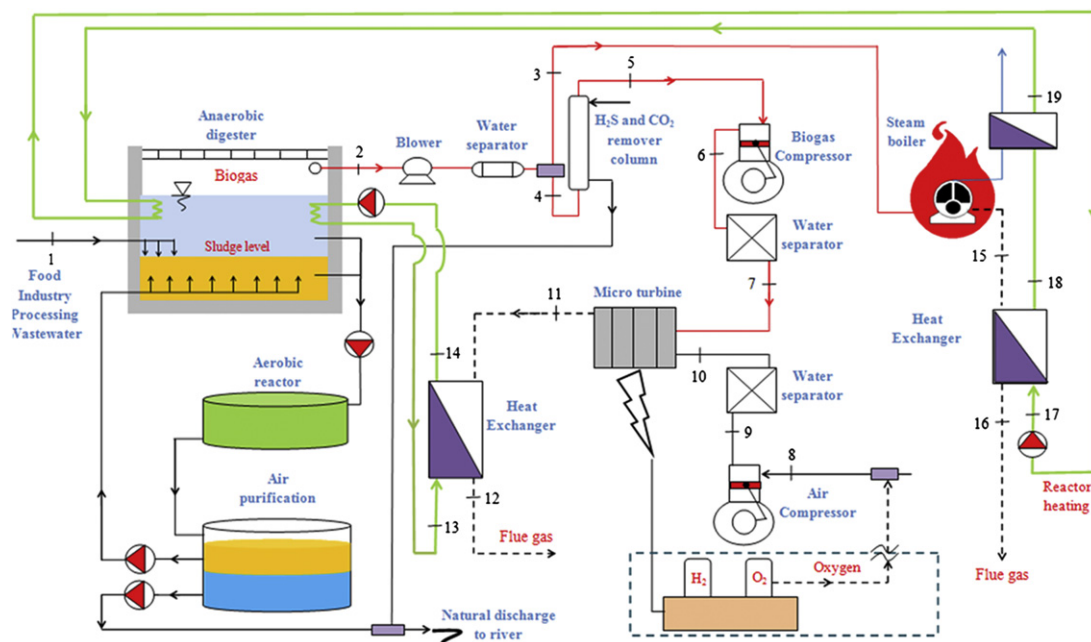 3
5
19
Anaerobic
digester
2
Blower
Water
separator
H₂S and CO₂
remover
column
Steam
boiler
Biogas
6
Biogas
Compressor
4
1
Sludge level
Water
separator
15
Food
Industry
Processing
Wastewater
7
18
11
Micro turbine
Heat
Exchanger
14
10
Aerobic
reactor
Water
separator
Heat
Exchanger
16
17
9
8
Air
purification
12
Air
Compressor
Reactor
heating
13
Flue gas
Oxygen
H₂
O₂
Flue gas
Natural discharge
to river